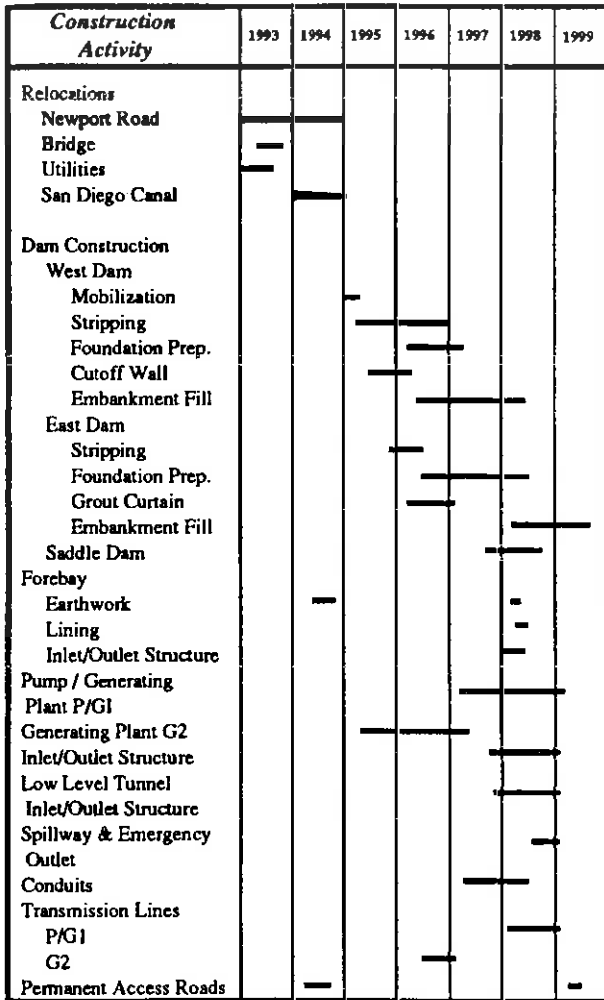 Construction
Activity
1993 1994 1995 1996 1997 1998 1999
Relocations
Newport Road
Bridge
Utilities
San Diego Canal
Dam Construction
West Dam
Mobilization
Stripping
Foundation Prep.
Cutoff Wall
Embankment Fill
East Dam
Stripping
Foundation Prep.
Grout Curtain
Embankment Fill
Saddle Dam
Forebay
Earthwork
Lining
Inlet/Outlet Structure
Pump / Generating
Plant P/G1
Generating Plant G2
Inlet/Outlet Structure
Low Level Tunnel
Inlet/Outlet Structure
Spillway & Emergency
Outlet
Conduits
Transmission Lines
P/G1
G2
Permanent Access Roads